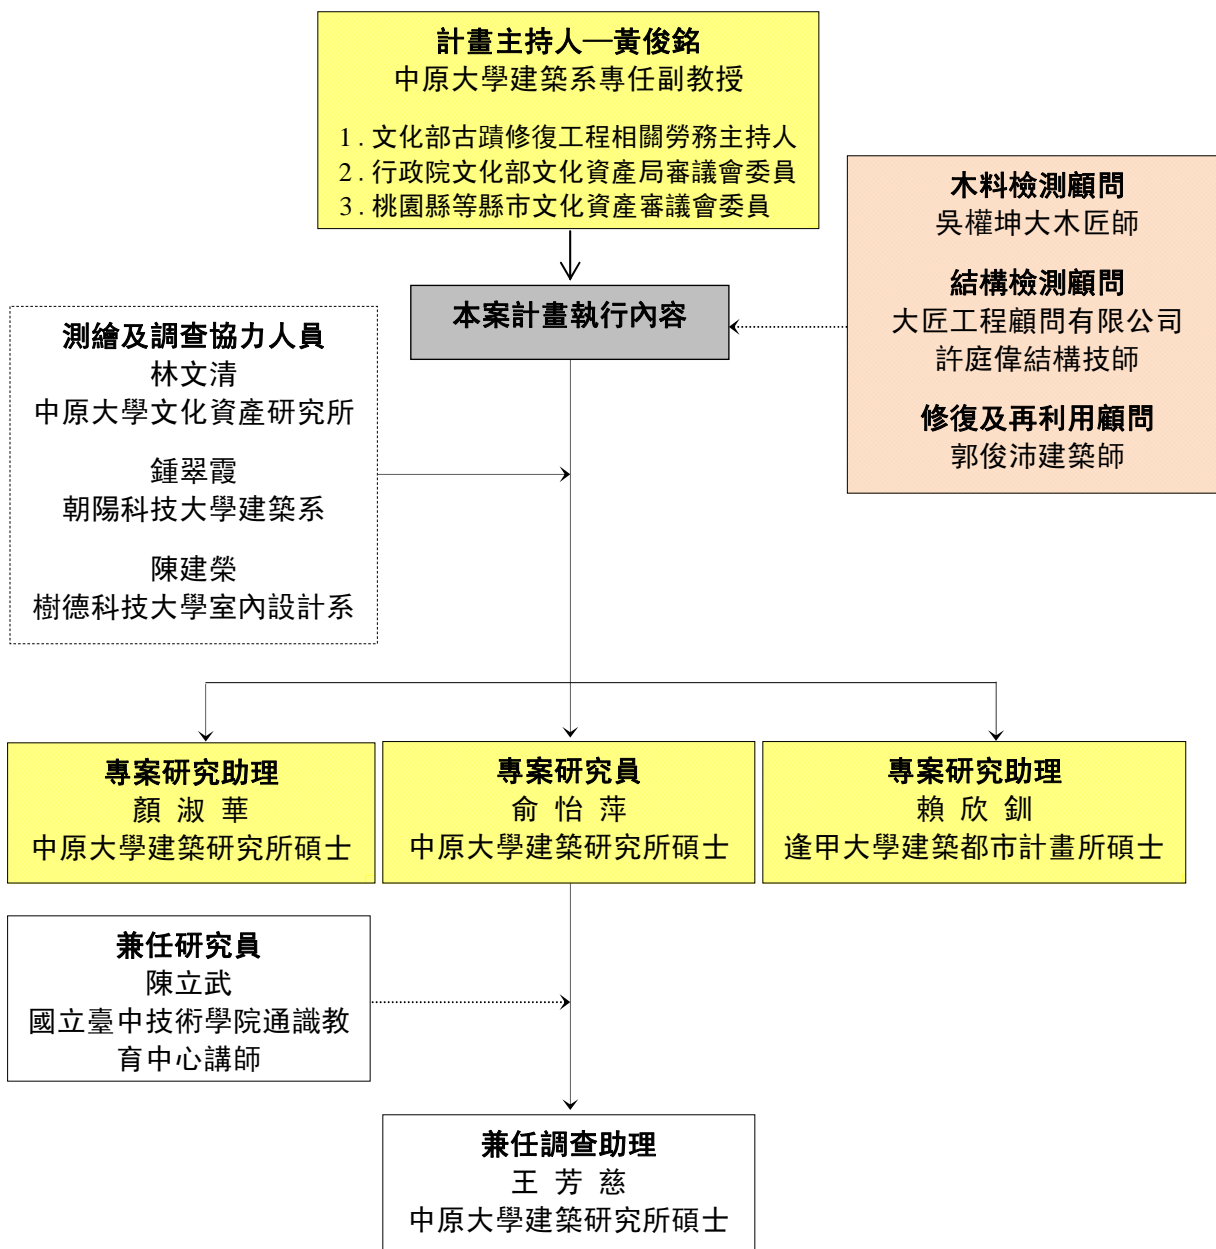 計畫主持人—黃俊銘
中原大學建築系專任副教授
1 . 文化部古蹟修復工程相關勞務主持人
2 . 行政院文化部文化資產局審議會委員
3 . 桃園縣等縣市文化資產審議會委員
木料檢測顧問
吳權坤大木匠師
結構檢測顧問
大匠工程顧問有限公司
許庭偉結構技師
修復及再利用顧問
郭俊沛建築師
本案計畫執行內容
測繪及調查協力人員
林文清
中原大學文化資產研究所
鍾翠霞
朝陽科技大學建築系
陳建榮
樹德科技大學室內設計系
專案研究助理
顏 淑 華
中原大學建築研究所碩士
專案研究員
俞 怡 萍
中原大學建築研究所碩士
專案研究助理
賴 欣 釧
逢甲大學建築都市計畫所碩士
兼任研究員
陳立武
國立臺中技術學院通識教
育中心講師
兼任調查助理
王 芳 慈
中原大學建築研究所碩士